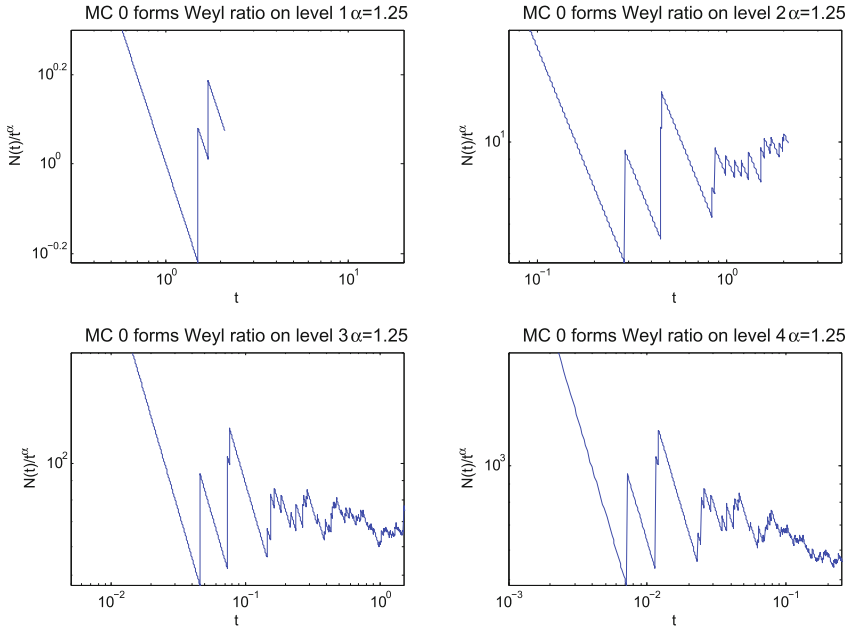 MC 0 forms Weyl ratio on level 1 α=1.25
N(t)/t^α
10^0.2
10^0
10^−0.2
10^0
10^1
t
MC 0 forms Weyl ratio on level 2 α=1.25
N(t)/t^α
10^1
10^−1
10^0
t
MC 0 forms Weyl ratio on level 3 α=1.25
N(t)/t^α
10^2
10^−2
10^−1
10^0
t
MC 0 forms Weyl ratio on level 4 α=1.25
N(t)/t^α
10^3
10^−3
10^−2
10^−1
t